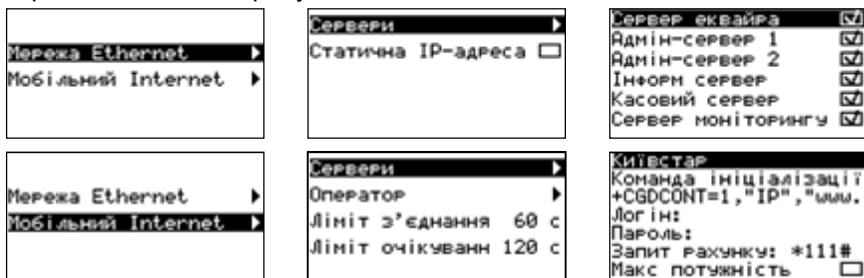 Мережа Ethernet
Мобільний Internet
Сервери
Статична IP-адреса
Сервер еквайра
Адмін-сервер 1
Адмін-сервер 2
Інформ сервер
Касовий сервер
Сервер моніторингу
Мережа Ethernet
Мобільний Internet
Сервери
Оператор
Ліміт з'єднання 60 с
Ліміт очікуванн 120 с
Київстар
Команда ініціалізації
+CGDCONT=1,"IP","www.
Логін:
Пароль:
Запит рахунку: *111#
Макс потужність